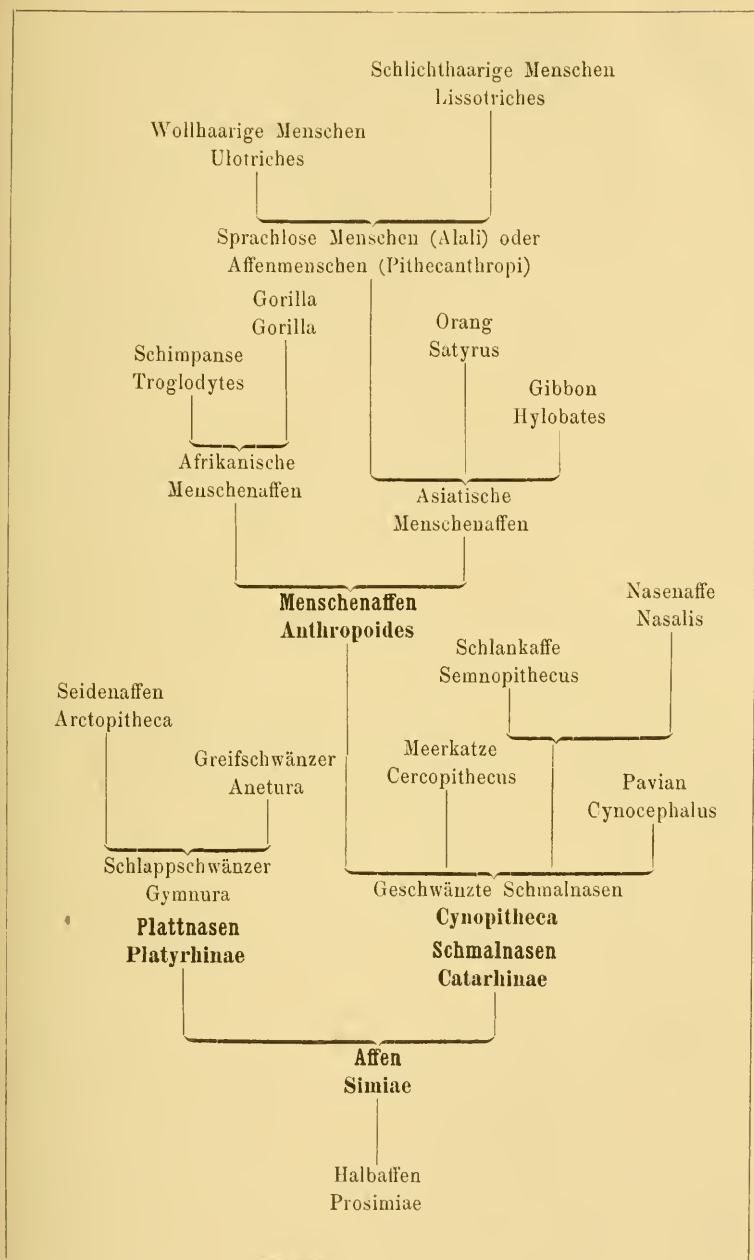 Schlichthaarige Menschen
Lissotriches
Wollhaarige Menschen
Ulotriches
Sprachlose Menschen (Alali) oder
Affenmenschen (Pithecanthropi)
Gorilla
Gorilla
Orang
Satyrus
Schimpanse
Troglodytes
Gibbon
Hylobates
Afrikanische
Menschenaffen
Asiatische
Menschenaffen
Menschenaffen
Anthropoides
Nasenaffe
Nasalis
Schlankaffe
Semnopithecus
Seidenaffen
Arctopitheca
Greifschwänzer
Anetura
Meerkatze
Cercopithecus
Pavian
Cynocephalus
Schlappschwänzer
Gymnura
Plattnasen
Platyrhinae
Geschwänzte Schmalnasen
Cynopitheca
Schmalnasen
Catarhinae
Affen
Simiae
Halbaffen
Prosimiae